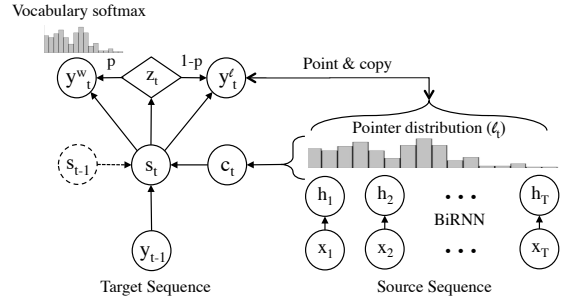 Vocabulary softmax
p 1-p
y^w_t z_t y^ℓ_t Point & copy
Pointer distribution (ℓ_t)
s_{t-1} s_t c_t
h_1 h_2 • • • h_T
BiRNN
y_{t-1} x_1 x_2 • • • x_T
Target Sequence Source Sequence